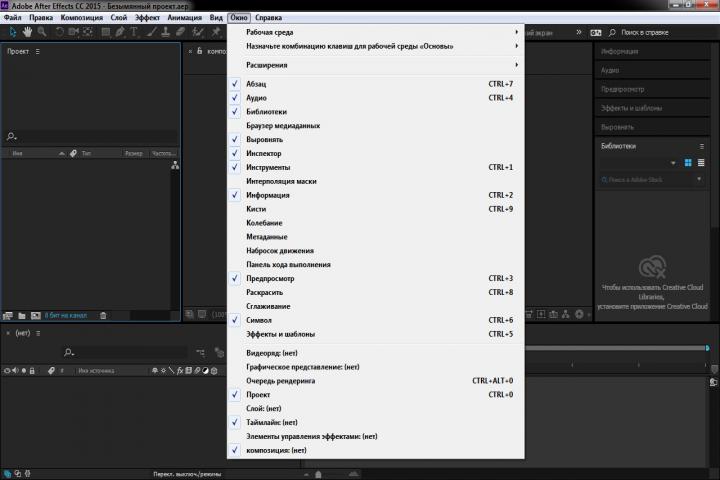 Adobe After Effects CC 2015 - Безымянный проект.aep
Файл Правка Композиция Слой Эффект Анимация Вид Окно Справка
Поиск в справке
Проект
Имя Тип Размер Частота...
8 бит на канал
Рабочая среда
Назначьте комбинацию клавиш для рабочей среды «Основы»
Расширения
Абзац CTRL+7
Аудио CTRL+4
Библиотеки
Браузер медиаданных
Выровнять
Инспектор
Инструменты CTRL+1
Интерполяция маски
Информация CTRL+2
Кисти CTRL+9
Колебание
Метаданные
Набросок движения
Панель хода выполнения
Предпросмотр CTRL+3
Раскрасить CTRL+8
Сглаживание
Символ CTRL+6
Эффекты и шаблоны CTRL+5
Видеоряд: (нет)
Графическое представление: (нет)
Очередь рендеринга CTRL+ALT+0
Проект CTRL+0
Слой: (нет)
Таймлайн: (нет)
Элементы управления эффектами: (нет)
композиция: (нет)
Информация
Аудио
Предпросмотр
Эффекты и шаблоны
Выровнять
Библиотеки
Поиск в Adobe Stock
Чтобы использовать Creative Cloud
Libraries,
установите приложение Creative Cloud
(нет)
# Имя источника
Перекл. выключ./режимы